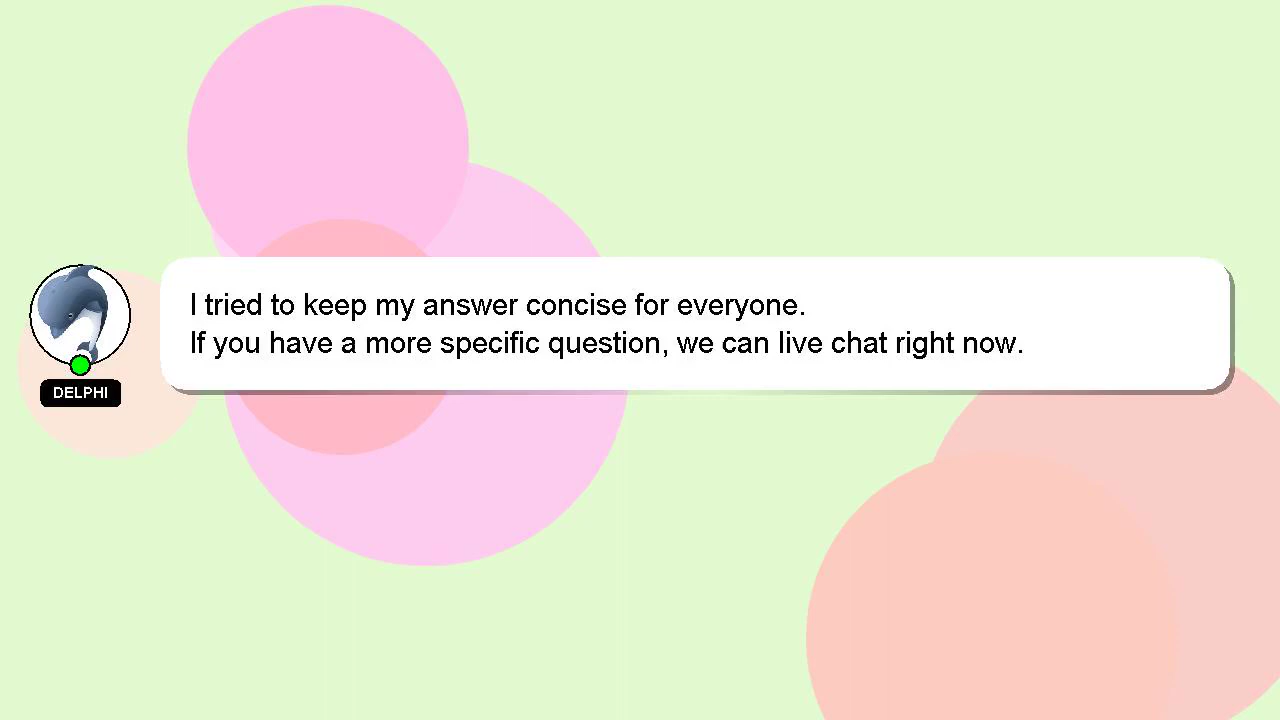 I tried to keep my answer concise for everyone.
If you have a more specific question, we can live chat right now.
DELPHI